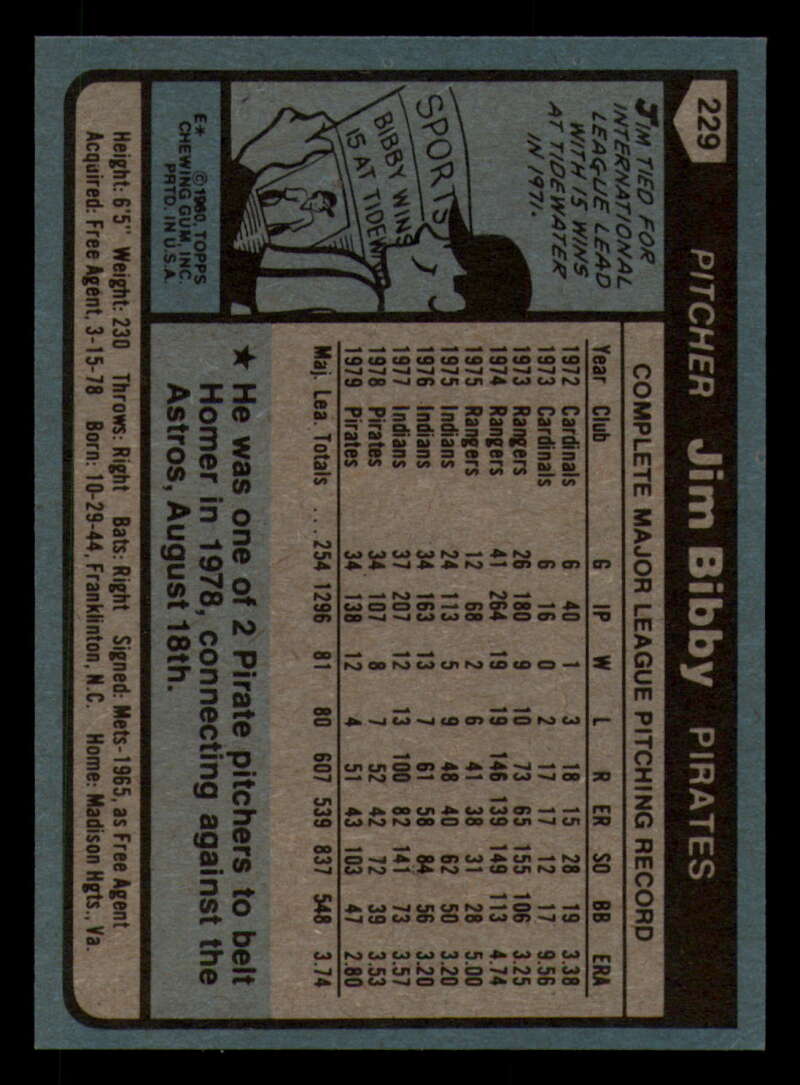 229
PITCHER Jim Bibby PIRATES
JIM TIED FOR
INTERNATIONAL
LEAGUE LEAD
WITH 15 WINS
AT TIDEWATER
IN 1971.
SPORTS
BIBBY WINS
15 AT TIDEW
E* ©1980 TOPPS
CHEWING GUM, INC.
PRTD. IN U.S.A.
COMPLETE MAJOR LEAGUE PITCHING RECORD
Year Club G IP W L R ER SO BB ERA
1972 Cardinals 6 40 1 3 18 15 28 19 3.38
1973 Cardinals 6 16 0 2 17 17 12 17 9.56
1973 Rangers 26 180 9 10 73 65 155 106 3.25
1974 Rangers 41 264 19 19 146 139 149 113 4.74
1975 Rangers 12 68 2 6 41 38 31 28 5.00
1975 Indians 24 113 5 9 48 40 62 50 3.20
1976 Indians 34 163 13 7 61 58 84 56 3.20
1977 Indians 37 207 12 13 100 82 141 73 3.57
1978 Pirates 34 107 8 7 52 42 72 39 3.53
1979 Pirates 34 138 12 4 51 43 103 47 2.80
Maj. Lea. Totals ... 254 1296 81 80 607 539 837 548 3.74
★ He was one of 2 Pirate pitchers to belt
Homer in 1978, connecting against the
Astros, August 18th.
Height: 6'5" Weight: 230 Throws: Right Bats: Right Signed: Mets-1965, as Free Agent
Acquired: Free Agent, 3-15-78 Born: 10-29-44, Franklinton, N.C. Home: Madison Hgts., Va.